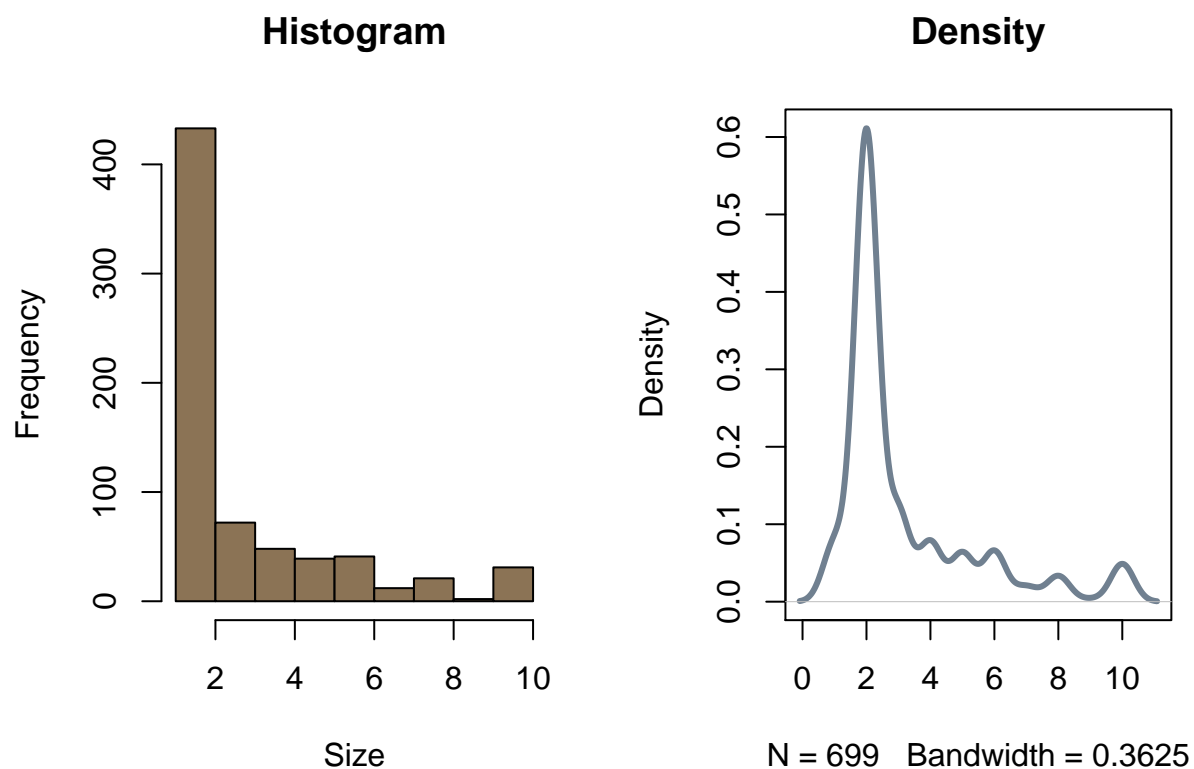 Histogram
Frequency
0 100 200 300 400
2 4 6 8 10
Size
Density
Density
0.0 0.1 0.2 0.3 0.4 0.5 0.6
0 2 4 6 8 10
N = 699 Bandwidth = 0.3625